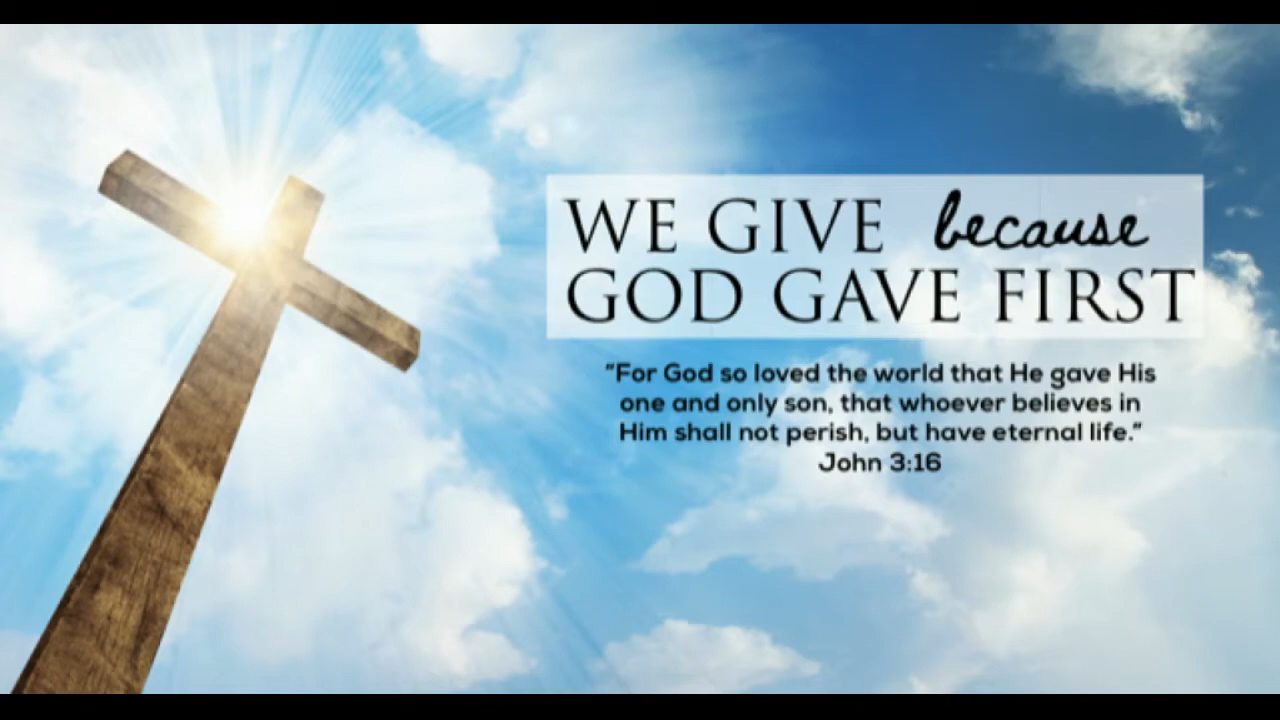 WE GIVE because
GOD GAVE FIRST
“For God so loved the world that He gave His
one and only son, that whoever believes in
Him shall not perish, but have eternal life.”
John 3:16